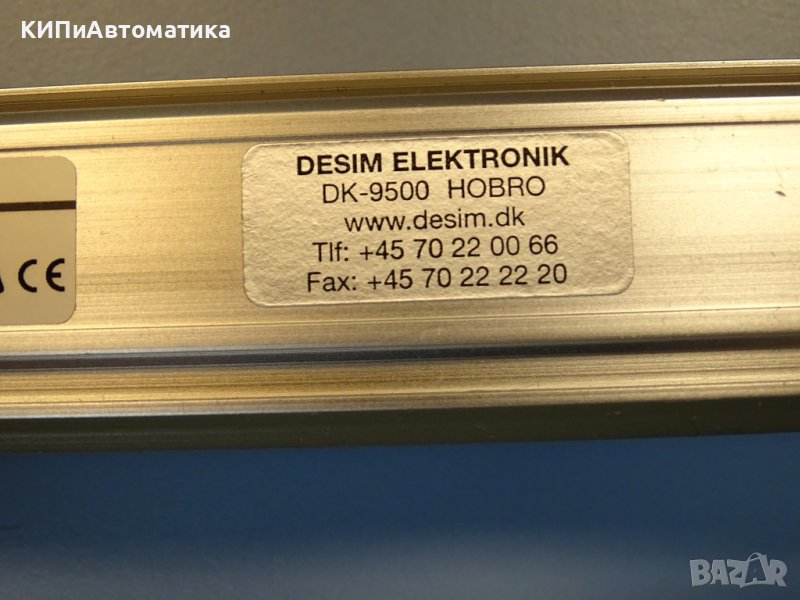 КИПиАвтоматика
DESIM ELEKTRONIK
DK-9500 HOBRO
www.desim.dk
Tlf: +45 70 22 00 66
Fax: +45 70 22 22 20
CE
BAZAR